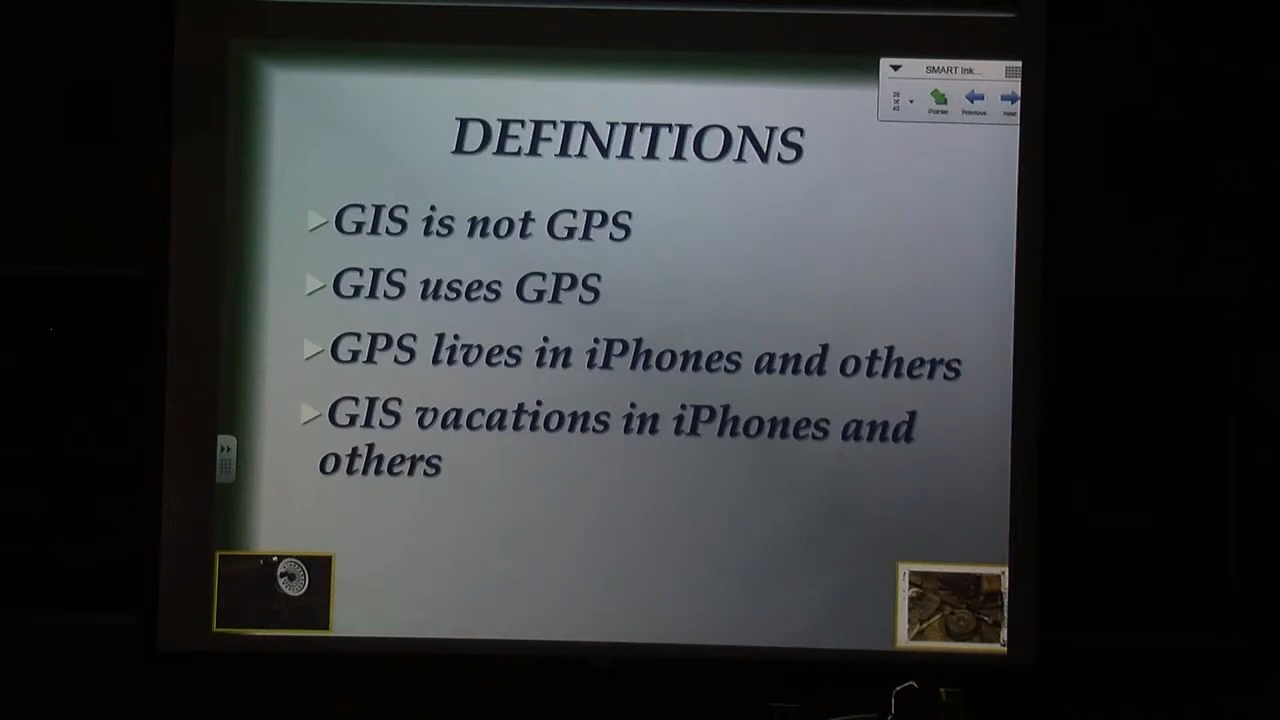 SMART Ink...
Pointer Previous Next
DEFINITIONS
GIS is not GPS
GIS uses GPS
GPS lives in iPhones and others
GIS vacations in iPhones and
others